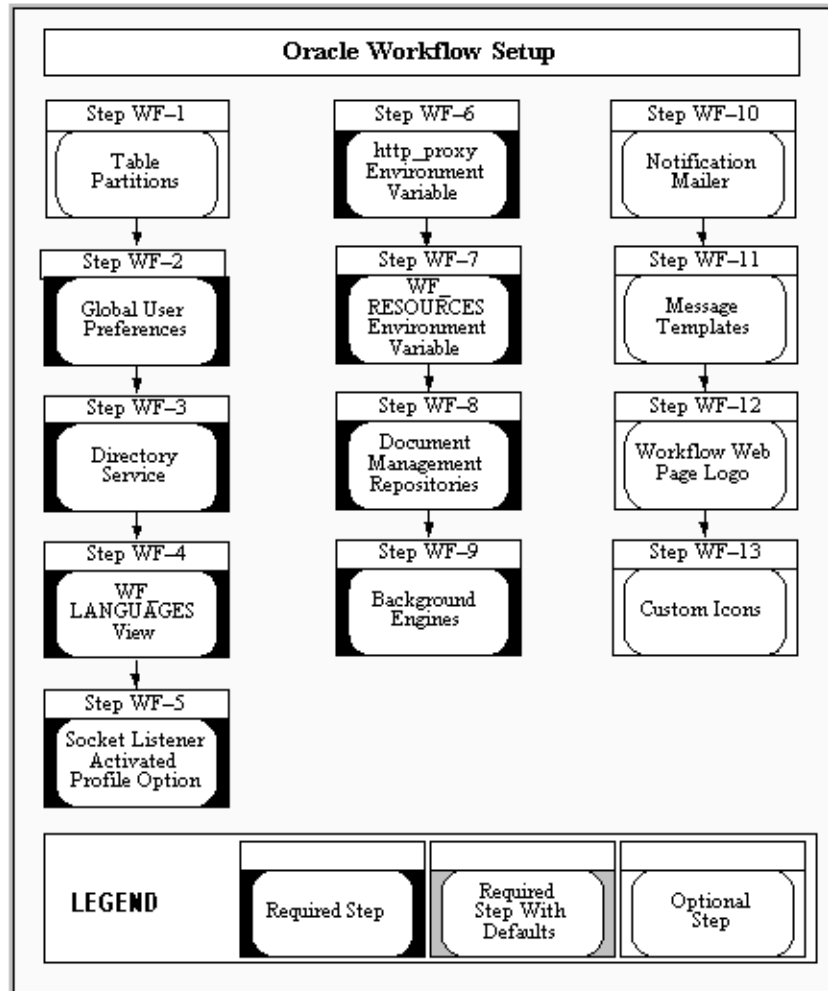 Oracle Workflow Setup
Step WF–1
Table
Partitions
Step WF–2
Global User
Preferences
Step WF–3
Directory
Service
Step WF–4
WF_
LANGUAGES
View
Step WF–5
Socket Listener
Activated
Profile Option
Step WF–6
http_proxy
Environment
Variable
Step WF–7
WF_
RESOURCES
Environment
Variable
Step WF–8
Document
Management
Repositories
Step WF–9
Background
Engines
Step WF–10
Notification
Mailer
Step WF–11
Message
Templates
Step WF–12
Workflow Web
Page Logo
Step WF–13
Custom Icons
LEGEND
Required Step
Required
Step With
Defaults
Optional
Step